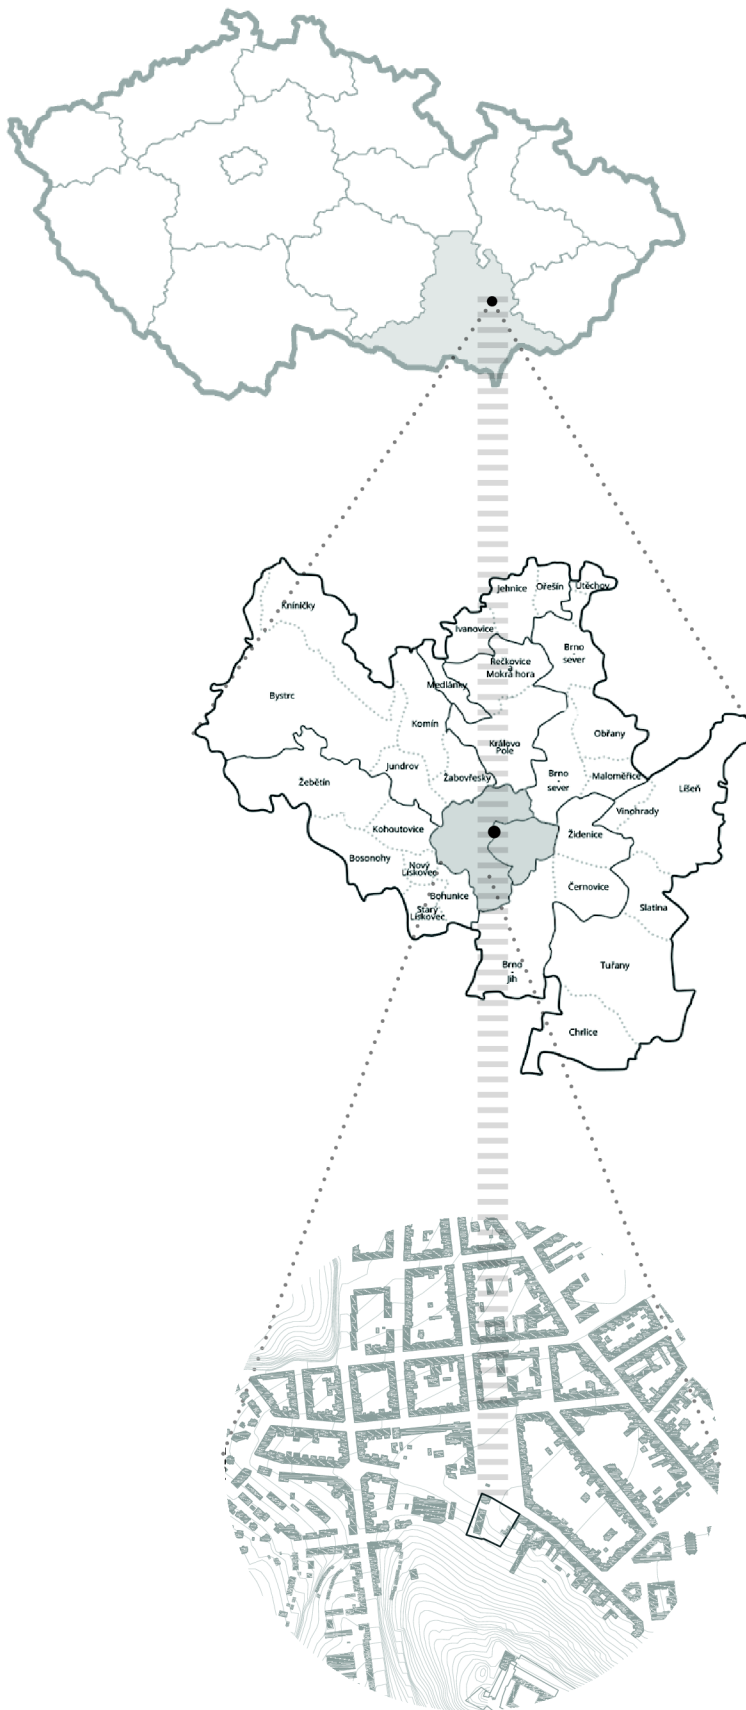 Jehnice
Ořešín
Útěchov
Kníničky
Ivanovice
Brno
sever
Řečkovice
a
Mokrá hora
Medlánky
Bystrc
Komín
Obřany
Královo
Pole
Jundrov
Žabovřesky
Brno
-
sever
Maloměřice
Líšeň
Žebětín
Vinohrady
Kohoutovice
Židenice
Bosonohy
Nový
Lískovec
Černovice
Bohunice
Starý
Lískovec
Slatina
Brno
-
Jih
Tuřany
Chrlice